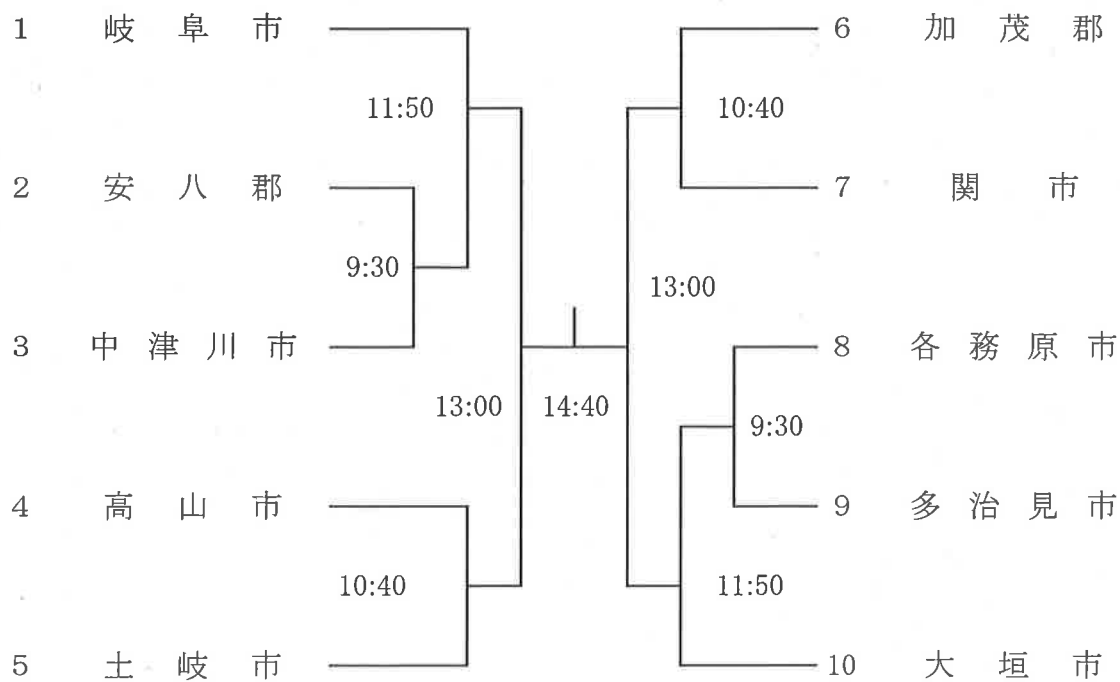 1 岐阜市 6 加茂郡
11:50 10:40
2 安八郡 7 関市
9:30 13:00
3 中津川市 8 各務原市
13:00 14:40 9:30
4 高山市 9 多治見市
10:40 11:50
5 土岐市 10 大垣市